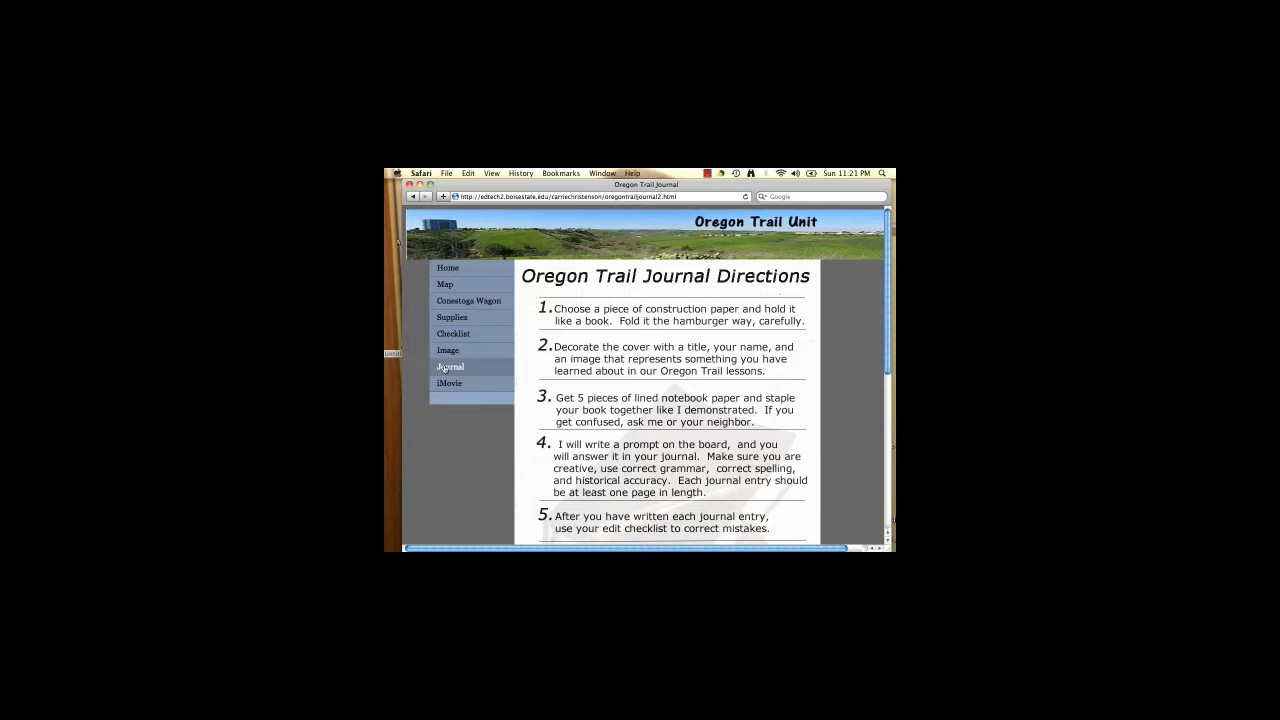 Safari File Edit View History Bookmarks Window Help Sun 11:21 PM
Oregon Trail Journal
http://edtech2.boisestate.edu/carriechristenson/oregontrailjournal2.html
Google
Oregon Trail Unit
Home
Map
Conestoga Wagon
Supplies
Checklist
Image
Journal
iMovie
Oregon Trail Journal Directions
1. Choose a piece of construction paper and hold it
like a book. Fold it the hamburger way, carefully.
2. Decorate the cover with a title, your name, and
an image that represents something you have
learned about in our Oregon Trail lessons.
3. Get 5 pieces of lined notebook paper and staple
your book together like I demonstrated. If you
get confused, ask me or your neighbor.
4. I will write a prompt on the board, and you
will answer it in your journal. Make sure you are
creative, use correct grammar, correct spelling,
and historical accuracy. Each journal entry should
be at least one page in length.
5. After you have written each journal entry,
use your edit checklist to correct mistakes.